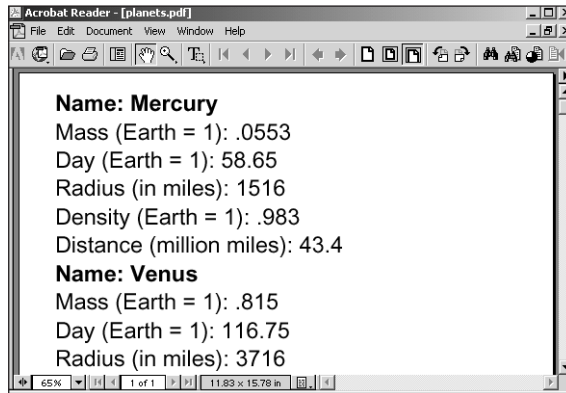 Acrobat Reader - [planets.pdf]
File Edit Document View Window Help
Name: Mercury
Mass (Earth = 1): .0553
Day (Earth = 1): 58.65
Radius (in miles): 1516
Density (Earth = 1): .983
Distance (million miles): 43.4
Name: Venus
Mass (Earth = 1): .815
Day (Earth = 1): 116.75
Radius (in miles): 3716
65% 1 of 1 11.83 x 15.78 in